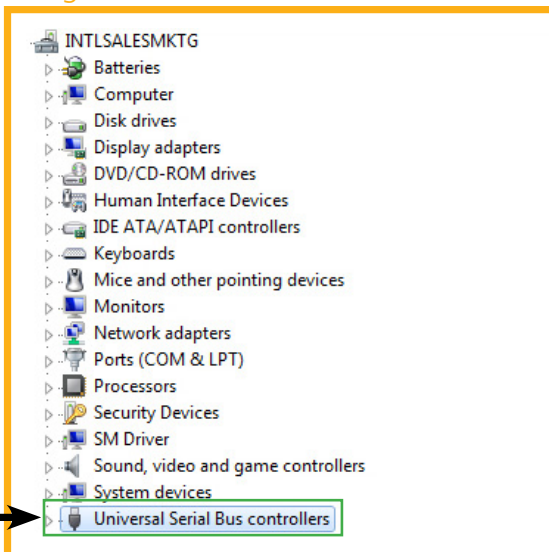 INTLSALESMKTG
Batteries
Computer
Disk drives
Display adapters
DVD/CD-ROM drives
Human Interface Devices
IDE ATA/ATAPI controllers
Keyboards
Mice and other pointing devices
Monitors
Network adapters
Ports (COM & LPT)
Processors
Security Devices
SM Driver
Sound, video and game controllers
System devices
Universal Serial Bus controllers